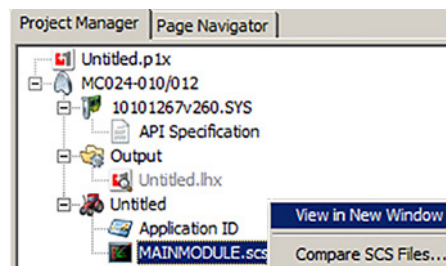 Project Manager Page Navigator
Untitled.p1x
MC024-010/012
10101267v260.SYS
API Specification
Output
Untitled.lhx
Untitled
Application ID
MAINMODULE.scs
View in New Window
Compare SCS Files...